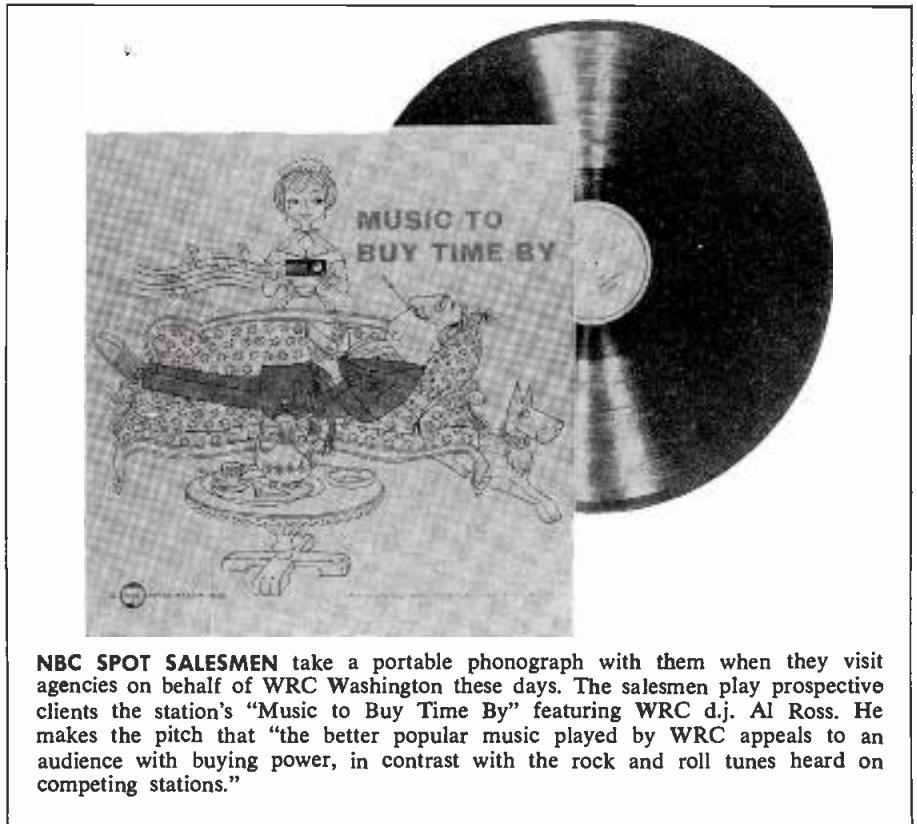 MUSIC TO
BUY TIME BY
NBC SPOT SALESMEN take a portable phonograph with them when they visit
agencies on behalf of WRC Washington these days. The salesmen play prospective
clients the station's “Music to Buy Time By” featuring WRC d.j. Al Ross. He
makes the pitch that “the better popular music played by WRC appeals to an
audience with buying power, in contrast with the rock and roll tunes heard on
competing stations.”